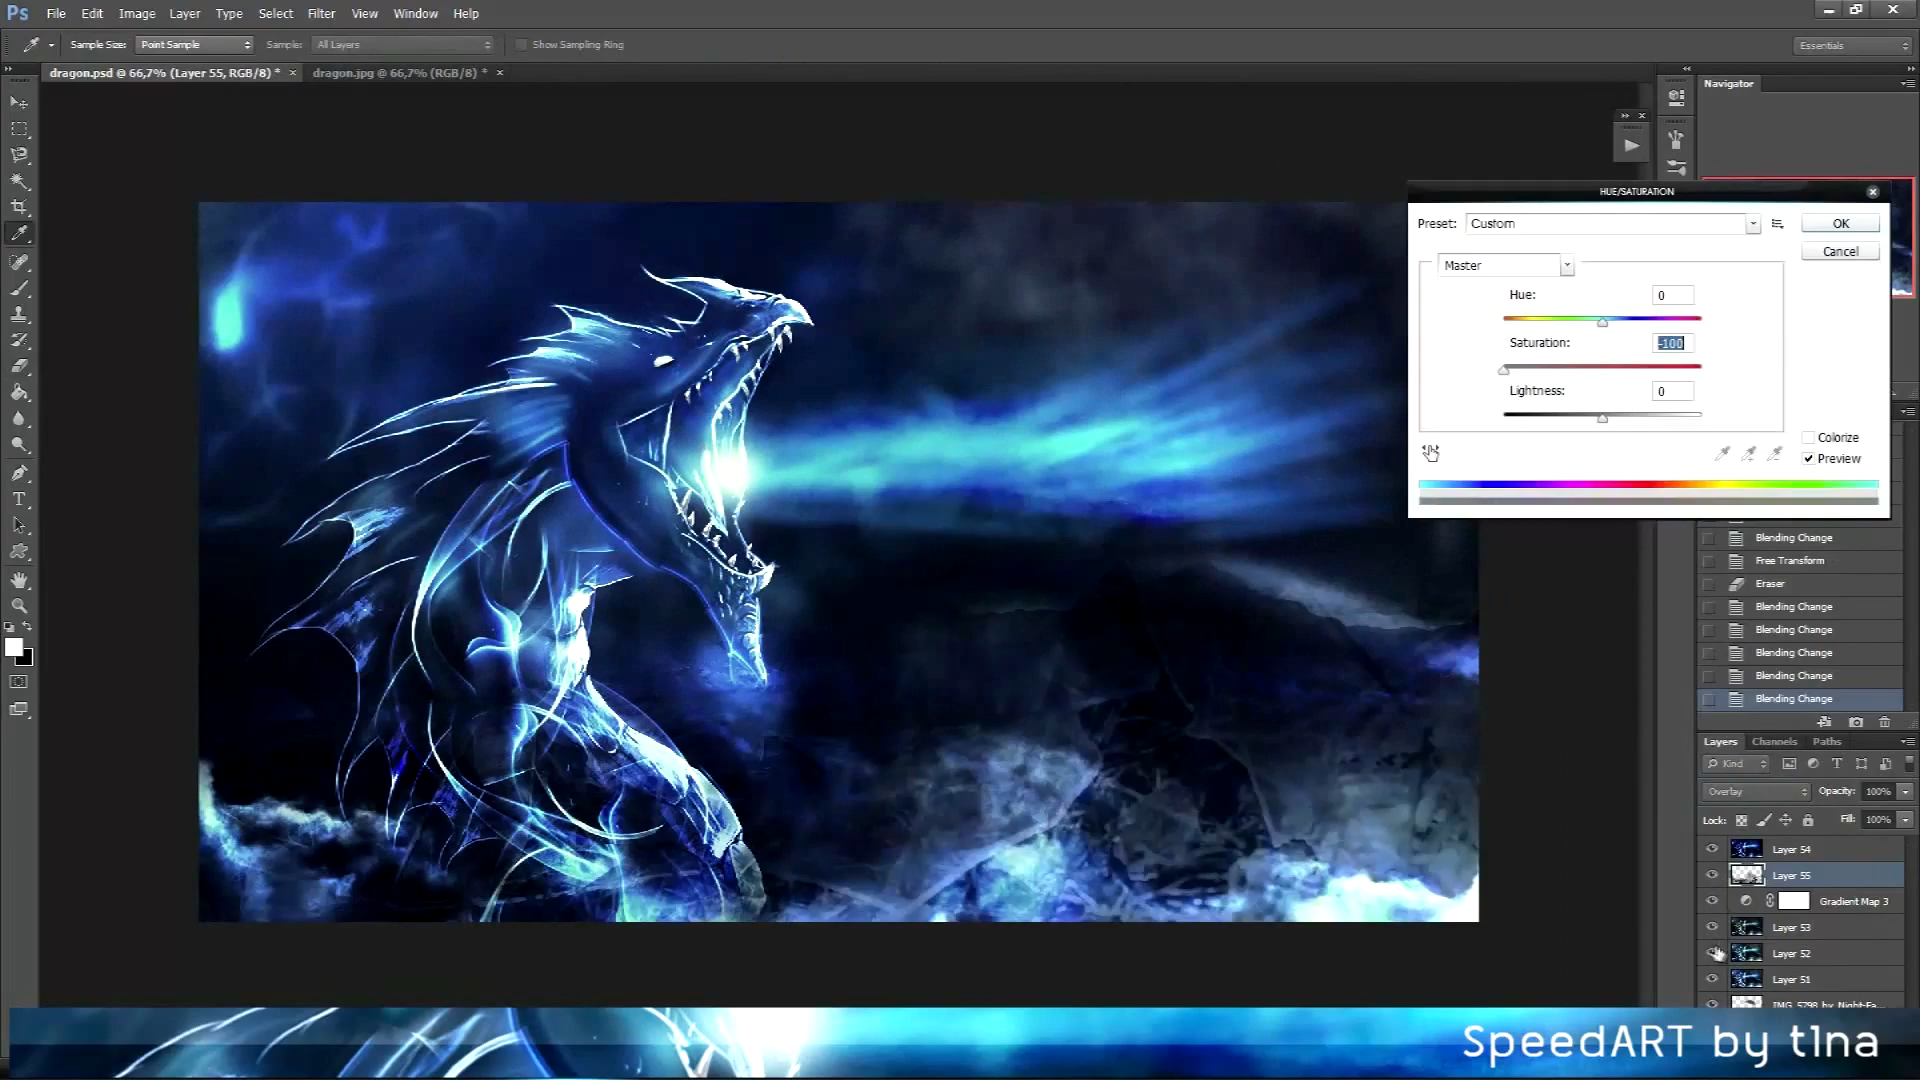 Ps File Edit Image Layer Type Select Filter View Window Help
Sample Size: Point Sample Sample: All Layers Show Sampling Ring Essentials
dragon.psd @ 66,7% (Layer 55, RGB/8) * × dragon.jpg @ 66,7% (RGB/8) * ×
Navigator
HUE/SATURATION
Preset: Custom OK
Cancel
Master
Hue: 0
Saturation: -100
Lightness: 0
Colorize
Preview
Blending Change
Free Transform
Eraser
Blending Change
Blending Change
Blending Change
Blending Change
Blending Change
Layers Channels Paths
Kind
Overlay Opacity: 100%
Lock: Fill: 100%
Layer 54
Layer 55
Gradient Map 3
Layer 53
Layer 52
Layer 51
IMG_5798_by_Night-Fa...
SpeedART by t1na